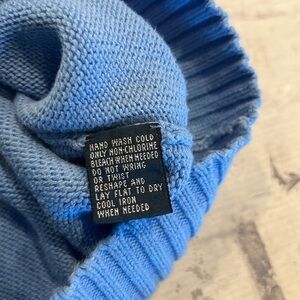 HAND WASH COLD
ONLY NON-CHLORINE
BLEACH WHEN NEEDED
DO NOT WRING
OR TWIST
RESHAPE AND
LAY FLAT TO DRY
COOL IRON
WHEN NEEDED